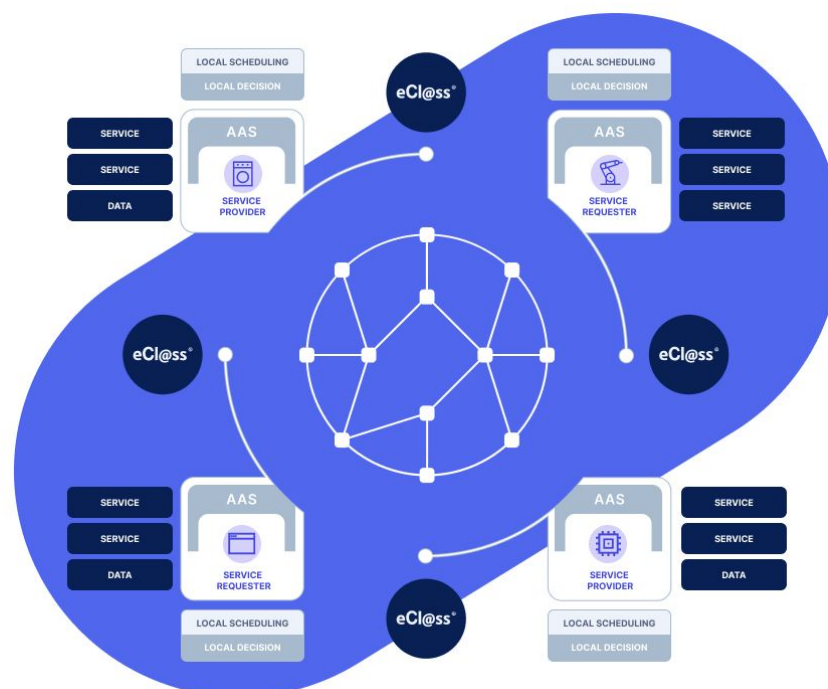 LOCAL SCHEDULING
LOCAL DECISION
eCl@ss®
LOCAL SCHEDULING
LOCAL DECISION
SERVICE
SERVICE
DATA
AAS
SERVICE
PROVIDER
AAS
SERVICE
REQUESTER
SERVICE
SERVICE
SERVICE
eCl@ss®
eCl@ss®
SERVICE
SERVICE
DATA
AAS
SERVICE
REQUESTER
AAS
SERVICE
PROVIDER
SERVICE
SERVICE
DATA
LOCAL SCHEDULING
LOCAL DECISION
eCl@ss®
LOCAL SCHEDULING
LOCAL DECISION